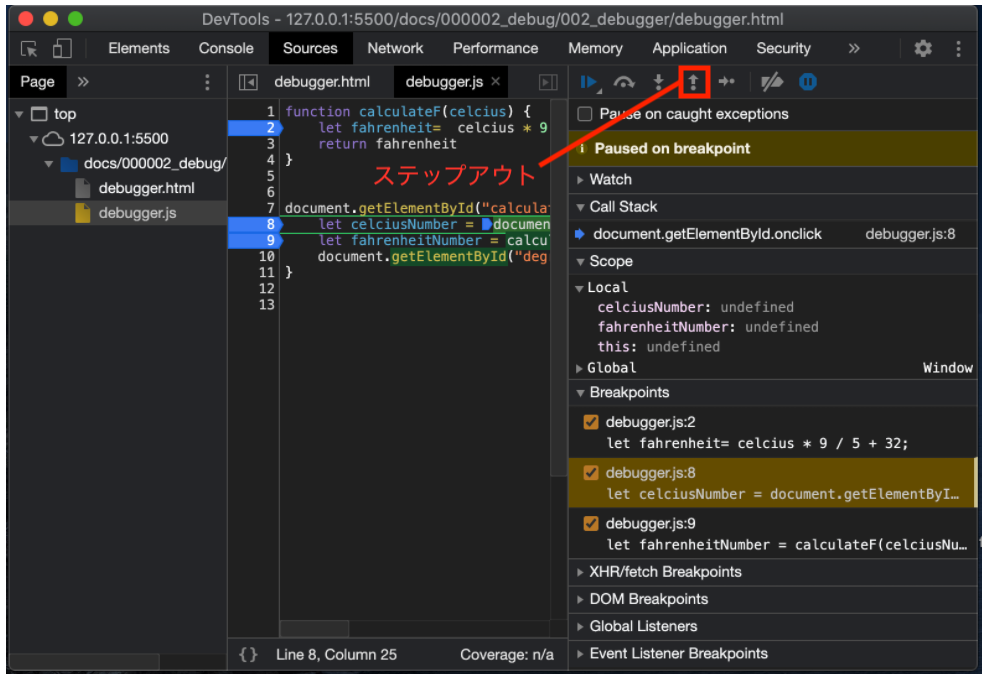 DevTools - 127.0.0.1:5500/docs/000002_debug/002_debugger/debugger.html
Elements Console Sources Network Performance Memory Application Security »
Page »
debugger.html debugger.js ×
top
127.0.0.1:5500
docs/000002_debug/
debugger.html
debugger.js
1 function calculateF(celcius) {
2 let fahrenheit= celcius * 9
3 return fahrenheit
4 }
5
6
7 document.getElementById("calculat
8 let celciusNumber = documen
9 let fahrenheitNumber = calcu
10 document.getElementById("deg
11 }
12
13
ステップアウト
{ } Line 8, Column 25 Coverage: n/a
Pause on caught exceptions
i Paused on breakpoint
Watch
Call Stack
document.getElementById.onclick debugger.js:8
Scope
Local
celciusNumber: undefined
fahrenheitNumber: undefined
this: undefined
Global Window
Breakpoints
debugger.js:2
let fahrenheit= celcius * 9 / 5 + 32;
debugger.js:8
let celciusNumber = document.getElementByI…
debugger.js:9
let fahrenheitNumber = calculateF(celciusNu…
XHR/fetch Breakpoints
DOM Breakpoints
Global Listeners
Event Listener Breakpoints